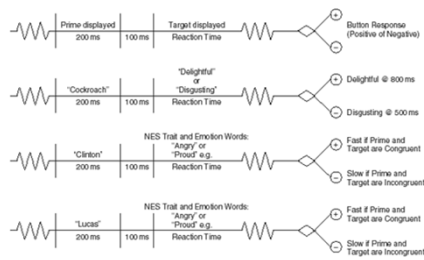 Prime displayed
Target displayed
200 ms
100 ms
Reaction Time
+
−
Button Response
(Positive of Negative)
"Cockroach"
"Delightful"
or
"Disgusting"
200 ms
100 ms
Reaction Time
+
−
Delightful @ 800 ms
Disgusting @ 500 ms
NES Trait and Emotion Words:
"Angry" or
"Proud" e.g.
"Clinton"
200 ms
100 ms
Reaction Time
+
−
Fast if Prime and
Target are Congruent
Slow if Prime and
Target are Incongruent
NES Trait and Emotion Words:
"Angry" or
"Proud" e.g.
"Lucas"
200 ms
100 ms
Reaction Time
+
−
Fast if Prime and
Target are Congruent
Slow if Prime and
Target are Incongruent